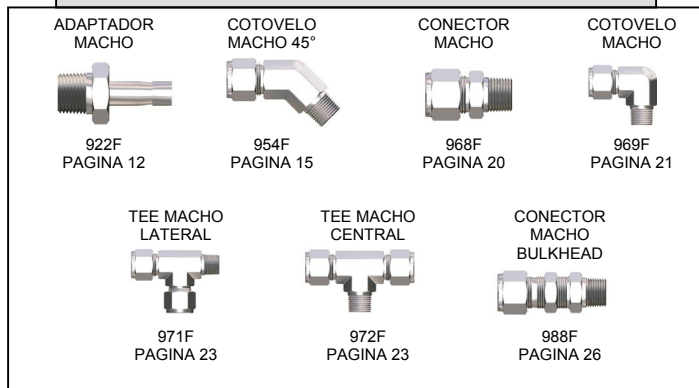 ADAPTADOR
MACHO
922F
PAGINA 12
COTOVELO
MACHO 45°
954F
PAGINA 15
CONECTOR
MACHO
968F
PAGINA 20
COTOVELO
MACHO
969F
PAGINA 21
TEE MACHO
LATERAL
971F
PAGINA 23
TEE MACHO
CENTRAL
972F
PAGINA 23
CONECTOR
MACHO
BULKHEAD
988F
PAGINA 26